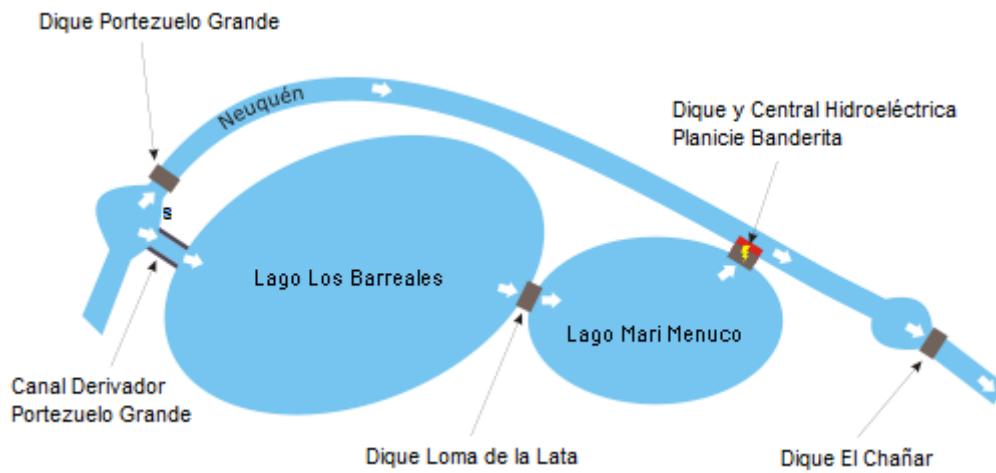 Dique Portezuelo Grande
Neuquén
Dique y Central Hidroeléctrica
Planicie Banderita
s
Lago Los Barreales
Lago Mari Menuco
Canal Derivador
Portezuelo Grande
Dique Loma de la Lata
Dique El Chañar